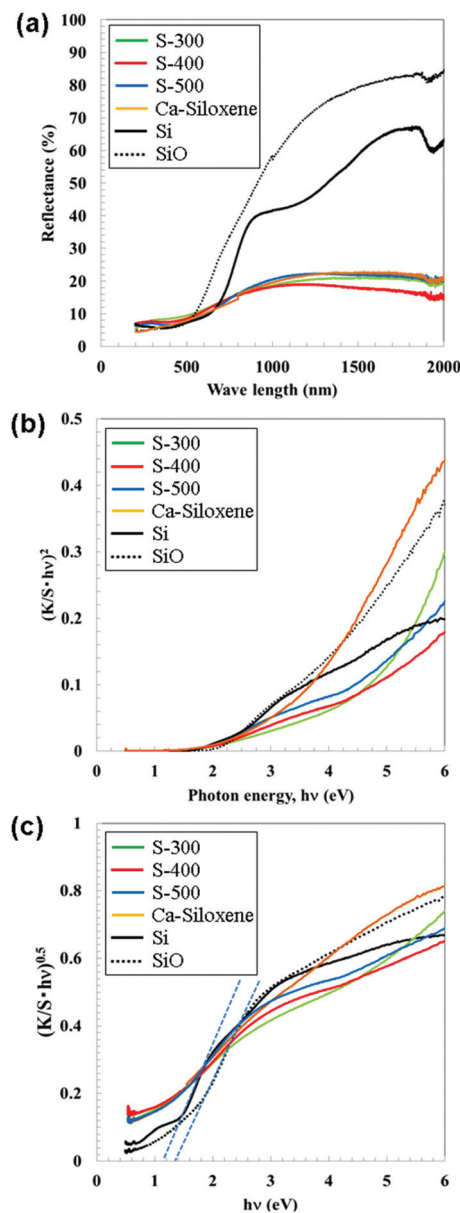 (a)
S-300
S-400
S-500
Ca-Siloxene
Si
SiO
100
90
80
70
60
50
40
30
20
10
0
Reflectance (%)
0 500 1000 1500 2000
Wave length (nm)
(b)
S-300
S-400
S-500
Ca-Siloxene
Si
SiO
0.5
0.4
0.3
0.2
0.1
0
(K/S·hν)²
0 1 2 3 4 5 6
Photon energy, hν (eV)
(c)
S-300
S-400
S-500
Ca-Siloxene
Si
SiO
1
0.8
0.6
0.4
0.2
0
(K/S·hν)⁰·⁵
0 1 2 3 4 5 6
hν (eV)